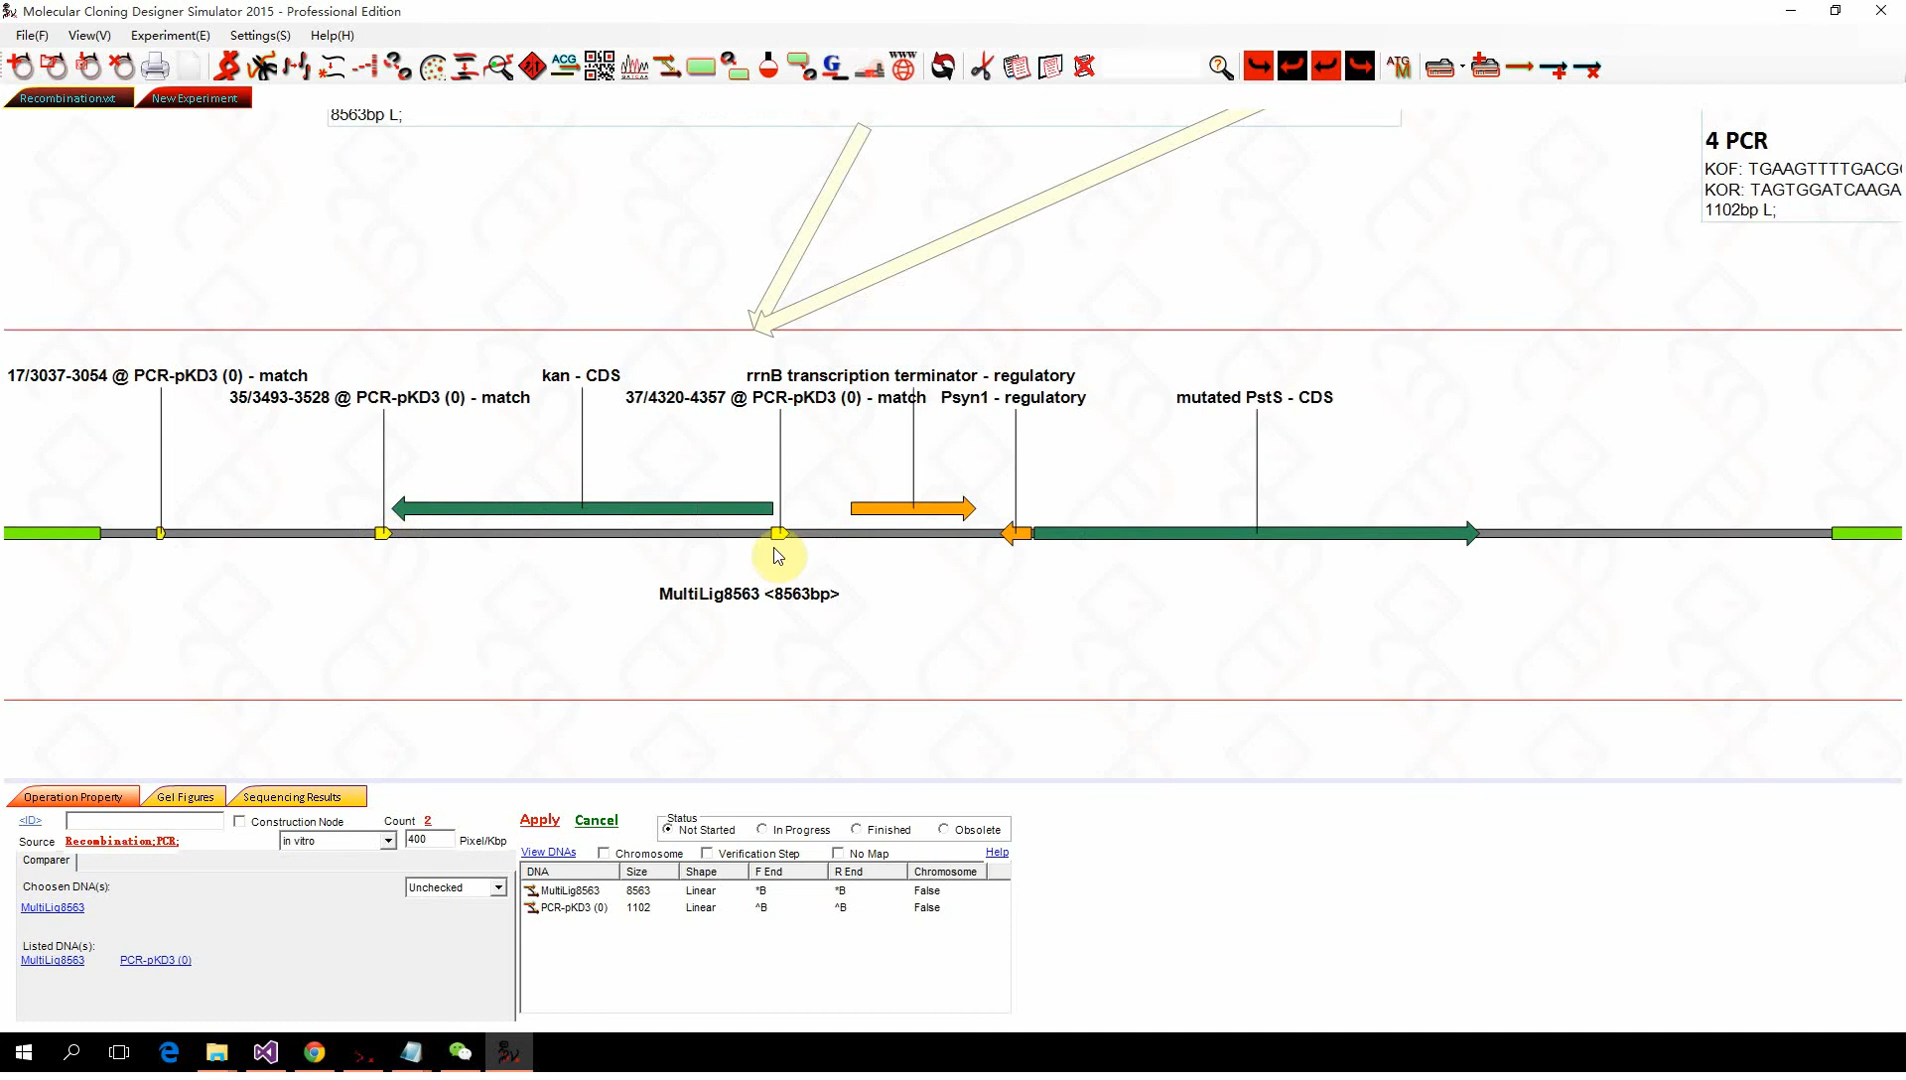 Molecular Cloning Designer Simulator 2015 - Professional Edition
File(F) View(V) Experiment(E) Settings(S) Help(H)
ACG
G
WWW
ATG
M
Recombination.vxt
New Experiment
8563bp L;
4 PCR
KOF: TGAAGTTTTGACG
KOR: TAGTGGATCAAGA
1102bp L;
17/3037-3054 @ PCR-pKD3 (0) - match
kan - CDS
rrnB transcription terminator - regulatory
35/3493-3528 @ PCR-pKD3 (0) - match
37/4320-4357 @ PCR-pKD3 (0) - match
Psyn1 - regulatory
mutated PstS - CDS
MultiLig8563 <8563bp>
Operation Property
Gel Figures
Sequencing Results
<ID>
Construction Node
Count 2
Apply
Cancel
Status
Not Started
In Progress
Finished
Obsolete
Source Recombination;PCR;
in vitro
400
Pixel/Kbp
View DNAs
Chromosome
Verification Step
No Map
Help
Comparer
Choosen DNA(s):
Unchecked
MultiLig8563
Listed DNA(s):
MultiLig8563
PCR-pKD3 (0)
DNA Size Shape F End R End Chromosome
MultiLig8563 8563 Linear *B *B False
PCR-pKD3 (0) 1102 Linear ^B ^B False